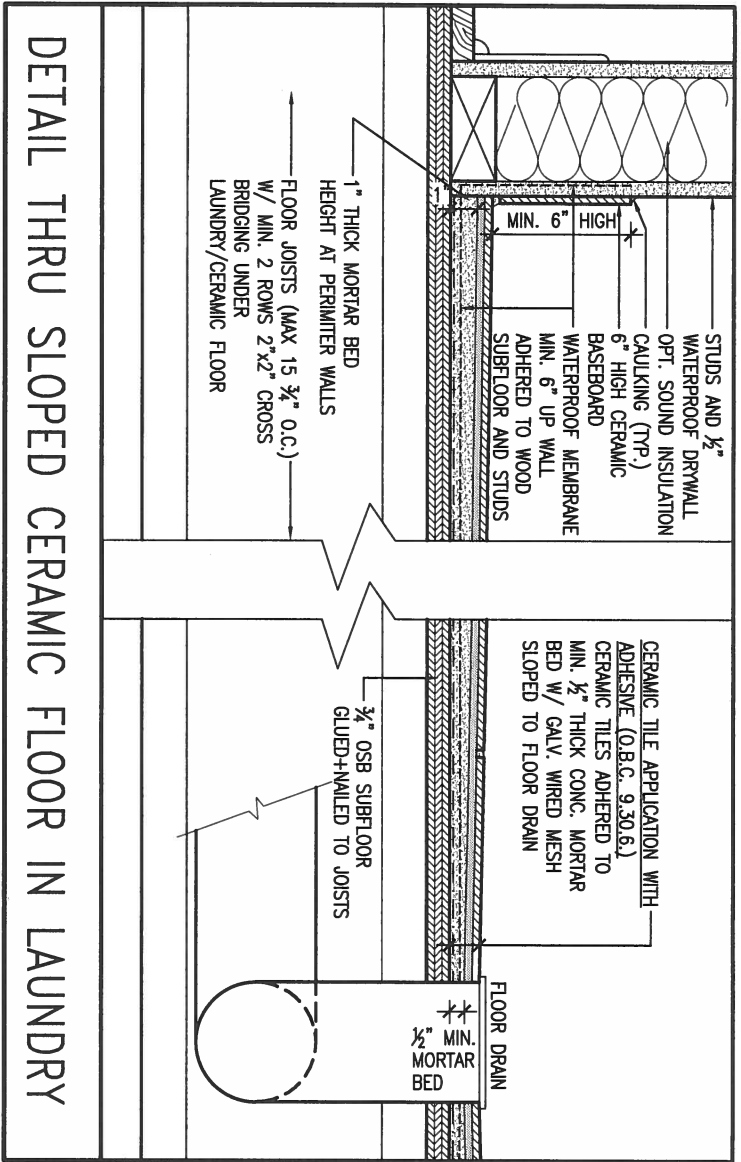 STUDS AND ½"
WATERPROOF DRYWALL
OPT. SOUND INSULATION
CAULKING (TYP.)
6" HIGH CERAMIC
BASEBOARD
WATERPROOF MEMBRANE
MIN. 6" UP WALL
ADHERED TO WOOD
SUBFLOOR AND STUDS
MIN. 6" HIGH
1"
1" THICK MORTAR BED
HEIGHT AT PERIMITER WALLS
FLOOR JOISTS (MAX 15 ¾" O.C.)
W/ MIN. 2 ROWS 2"x2" CROSS
BRIDGING UNDER
LAUNDRY/CERAMIC FLOOR
CERAMIC TILE APPLICATION WITH
ADHESIVE (O.B.C. 9.30.6.)
CERAMIC TILES ADHERED TO
MIN. ½" THICK CONC. MORTAR
BED W/ GALV. WIRED MESH
SLOPED TO FLOOR DRAIN
FLOOR DRAIN
½" MIN.
MORTAR
BED
¾" OSB SUBFLOOR
GLUED+NAILED TO JOISTS
DETAIL THRU SLOPED CERAMIC FLOOR IN LAUNDRY